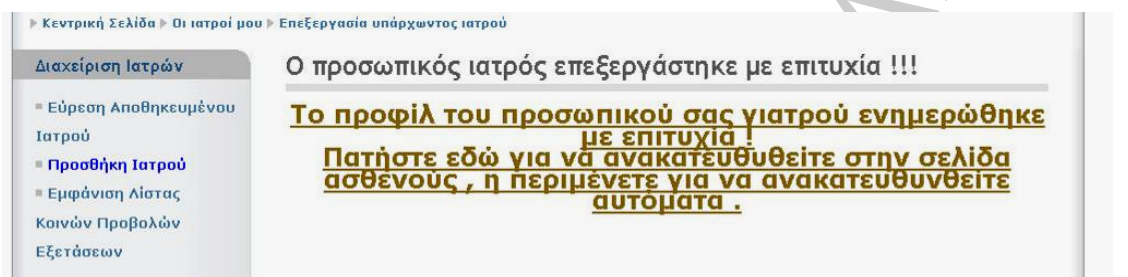 Κεντρική Σελίδα Οι ιατροί μου Επεξεργασία υπάρχωντος ιατρού
Διαχείριση Ιατρών
Εύρεση Αποθηκευμένου
Ιατρού
Προσθήκη Ιατρού
Εμφάνιση Λίστας
Κοινών Προβολών
Εξετάσεων
Ο προσωπικός ιατρός επεξεργάστηκε με επιτυχία !!!
Το προφίλ του προσωπικού σας γιατρού ενημερώθηκε
με επιτυχία !
Πατήστε εδώ για να ανακατευθυθείτε στην σελίδα
ασθενούς , η περιμένετε για να ανακατευθυνθείτε
αυτόματα .